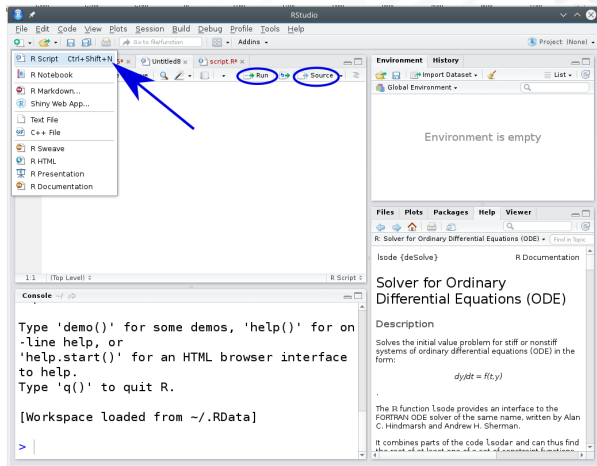 RStudio
File Edit Code View Plots Session Build Debug Profile Tools Help
Go to file/function Addins Project: (None)
R Script Ctrl+Shift+N
R Notebook
R Markdown...
Shiny Web App...
Text File
C++ File
R Sweave
R HTML
R Presentation
R Documentation
Untitled8 × script.R* ×
Run Source
1:1 (Top Level) R Script
Console ~/
Type 'demo()' for some demos, 'help()' for on
-line help, or
'help.start()' for an HTML browser interface
to help.
Type 'q()' to quit R.
[Workspace loaded from ~/.RData]
>
Environment History
Import Dataset List
Global Environment
Environment is empty
Files Plots Packages Help Viewer
R: Solver for Ordinary Differential Equations (ODE) Find in Topic
lsode {deSolve} R Documentation
Solver for Ordinary
Differential Equations (ODE)
Description
Solves the initial value problem for stiff or nonstiff
systems of ordinary differential equations (ODE) in the
form:
dy/dt = f(t,y)
.
The R function lsode provides an interface to the
FORTRAN ODE solver of the same name, written by Alan
C. Hindmarsh and Andrew H. Sherman.
It combines parts of the code lsodar and can thus find